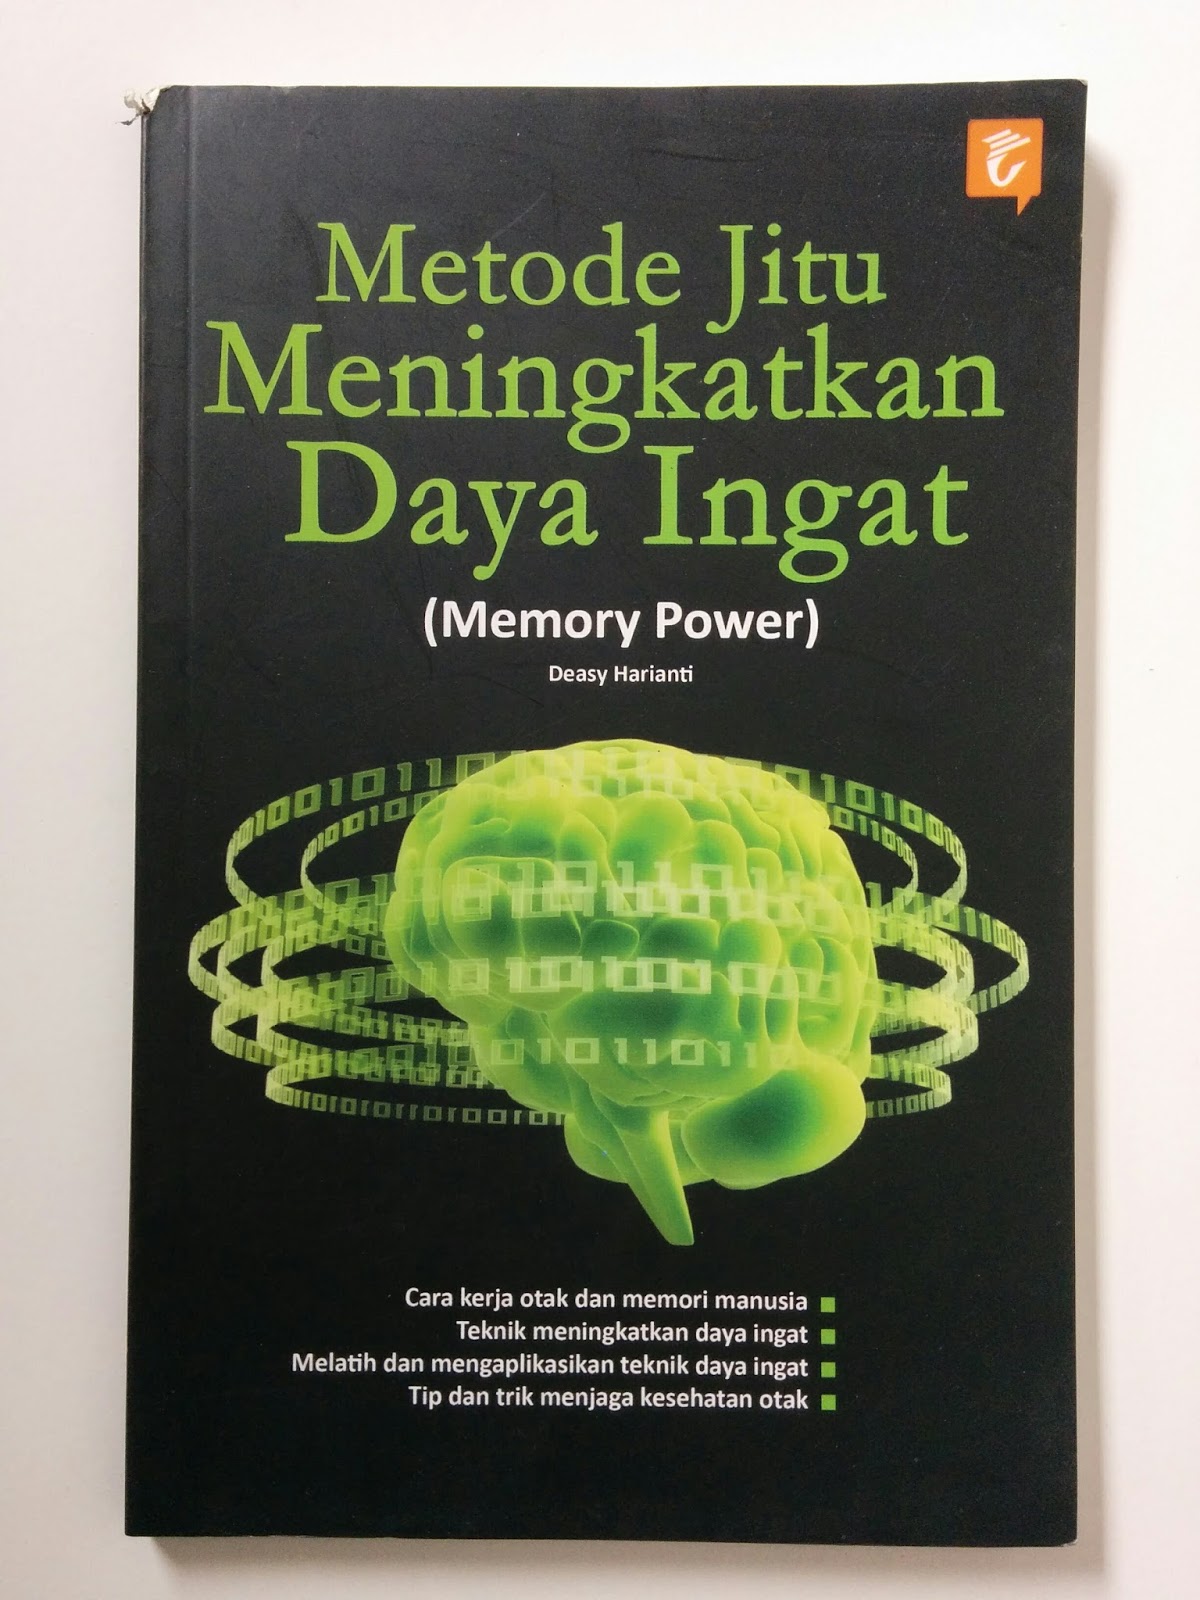 Metode Jitu
Meningkatkan
Daya Ingat
(Memory Power)
Deasy Harianti
Cara kerja otak dan memori manusia
Teknik meningkatkan daya ingat
Melatih dan mengaplikasikan teknik daya ingat
Tip dan trik menjaga kesehatan otak